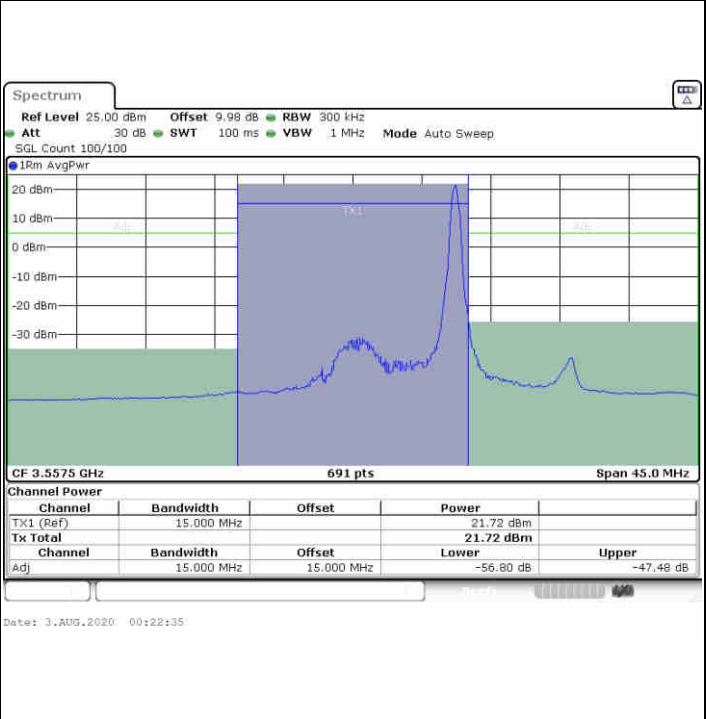 Spectrum
Ref Level 25.00 dBm Offset 9.98 dB RBW 300 kHz
Att 30 dB SWT 100 ms VBW 1 MHz Mode Auto Sweep
SGL Count 100/100
1Rm AvgPwr
20 dBm
TX1
10 dBm
Adj Adj
0 dBm
-10 dBm
-20 dBm
-30 dBm
CF 3.5575 GHz 691 pts Span 45.0 MHz
Channel Power
Channel Bandwidth Offset Power
TX1 (Ref) 15.000 MHz 21.72 dBm
Tx Total 21.72 dBm
Channel Bandwidth Offset Lower Upper
Adj 15.000 MHz 15.000 MHz -56.80 dB -47.48 dB
Date: 3.AUG.2020 00:22:35